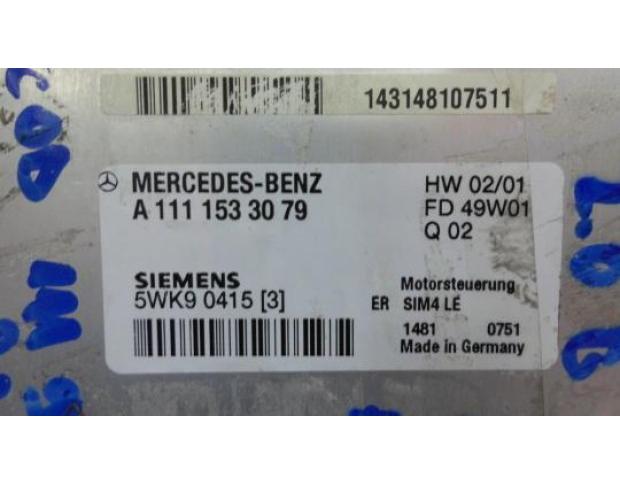 143148107511
MERCEDES-BENZ
A 111 153 30 79
HW 02/01
FD 49W01
Q 02
SIEMENS
5WK9 0415 [3]
Motorsteuerung
ER SIM4 LE
1481 0751
Made in Germany